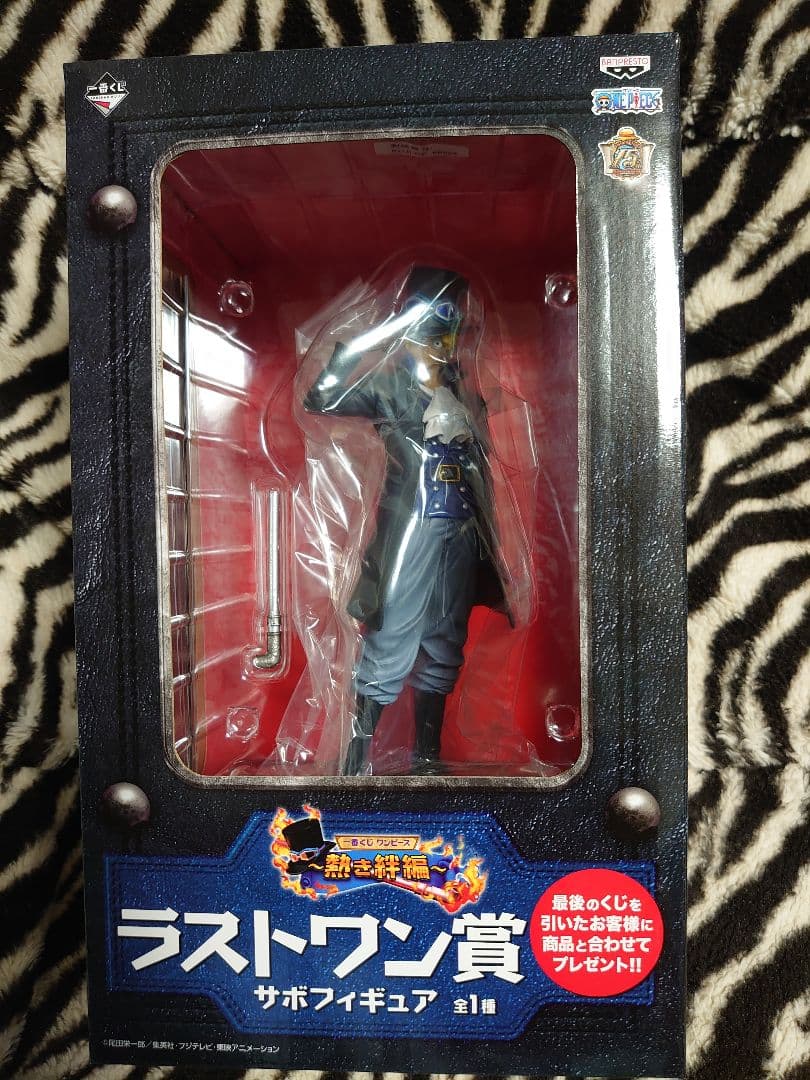 一番くじ
BANPRESTO
ONE PIECE
一番くじ ワンピース
~熱き絆編~
ラストワン賞
サボフィギュア 全1種
最後のくじを
引いたお客様に
商品と合わせて
プレゼント!!
©尾田栄一郎/集英社・フジテレビ・東映アニメーション